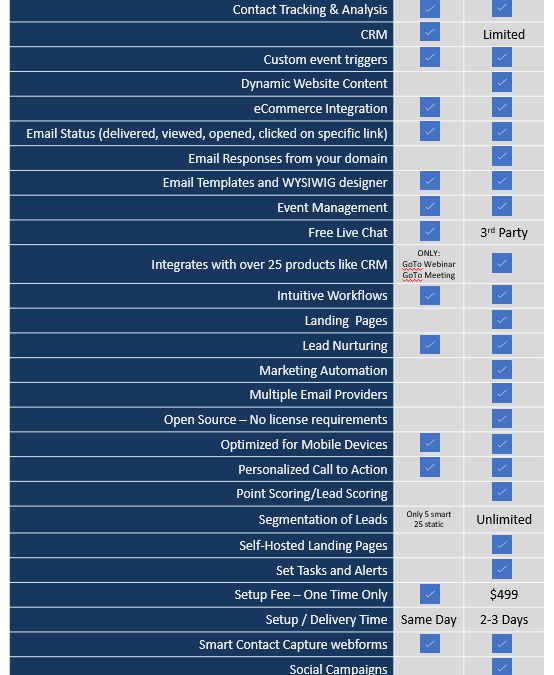 Contact Tracking & Analysis
CRM Limited
Custom event triggers
Dynamic Website Content
eCommerce Integration
Email Status (delivered, viewed, opened, clicked on specific link)
Email Responses from your domain
Email Templates and WYSIWIG designer
Event Management
Free Live Chat 3rd Party
Integrates with over 25 products like CRM
ONLY:
GoTo Webinar
GoTo Meeting
Intuitive Workflows
Landing Pages
Lead Nurturing
Marketing Automation
Multiple Email Providers
Open Source – No license requirements
Optimized for Mobile Devices
Personalized Call to Action
Point Scoring/Lead Scoring
Segmentation of Leads
Only 5 smart
25 static
Unlimited
Self-Hosted Landing Pages
Set Tasks and Alerts
Setup Fee – One Time Only $499
Setup / Delivery Time Same Day 2-3 Days
Smart Contact Capture webforms
Social Campaigns